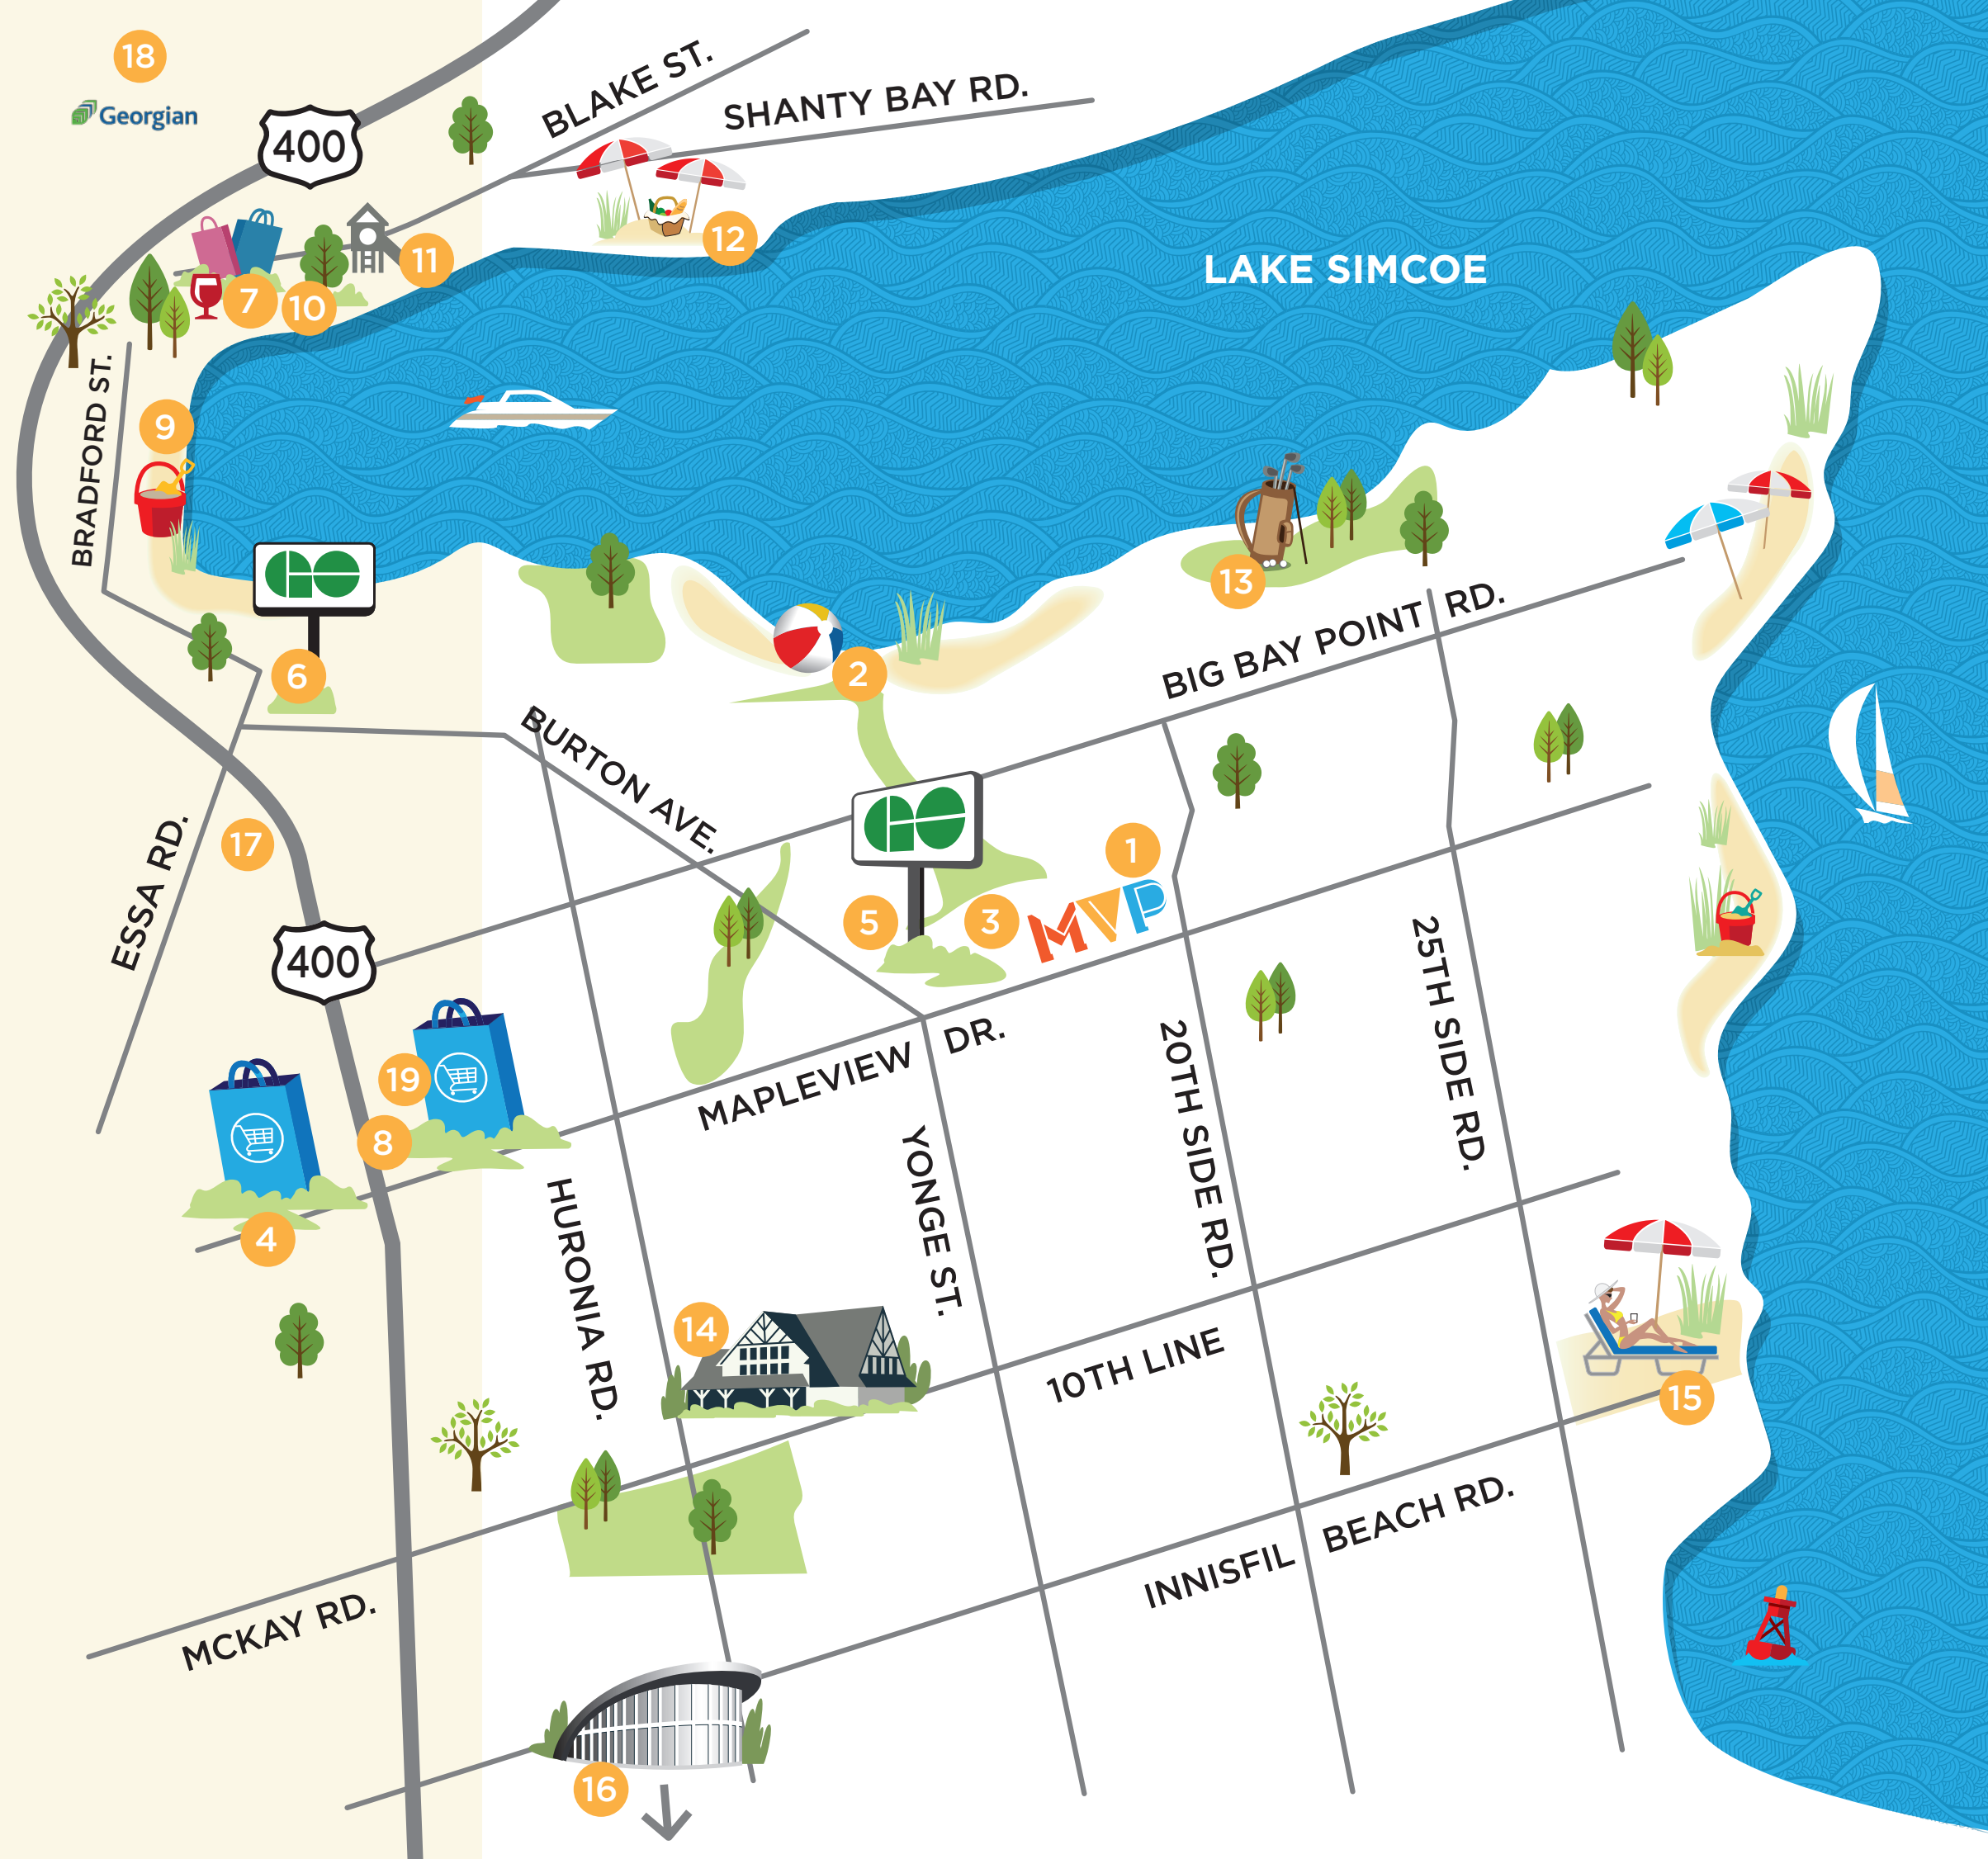 18
Georgian
400
BLAKE ST.
SHANTY BAY RD.
12
11
7
10
LAKE SIMCOE
BRADFORD ST.
9
GO
6
13
2
BIG BAY POINT RD.
BURTON AVE.
ESSA RD.
17
GO
5
3
1
MVP
400
19
8
4
MAPLEVIEW DR.
20TH SIDE RD.
25TH SIDE RD.
HURONIA RD.
YONGE ST.
14
10TH LINE
15
MCKAY RD.
INNISFIL BEACH RD.
16